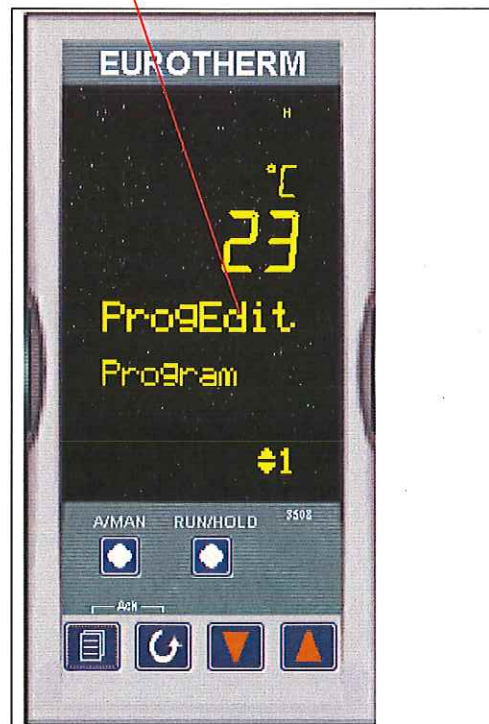 EUROTHERM
H
°C
23
ProgEdit
Program
1
A/MAN RUN/HOLD 3508
Ack